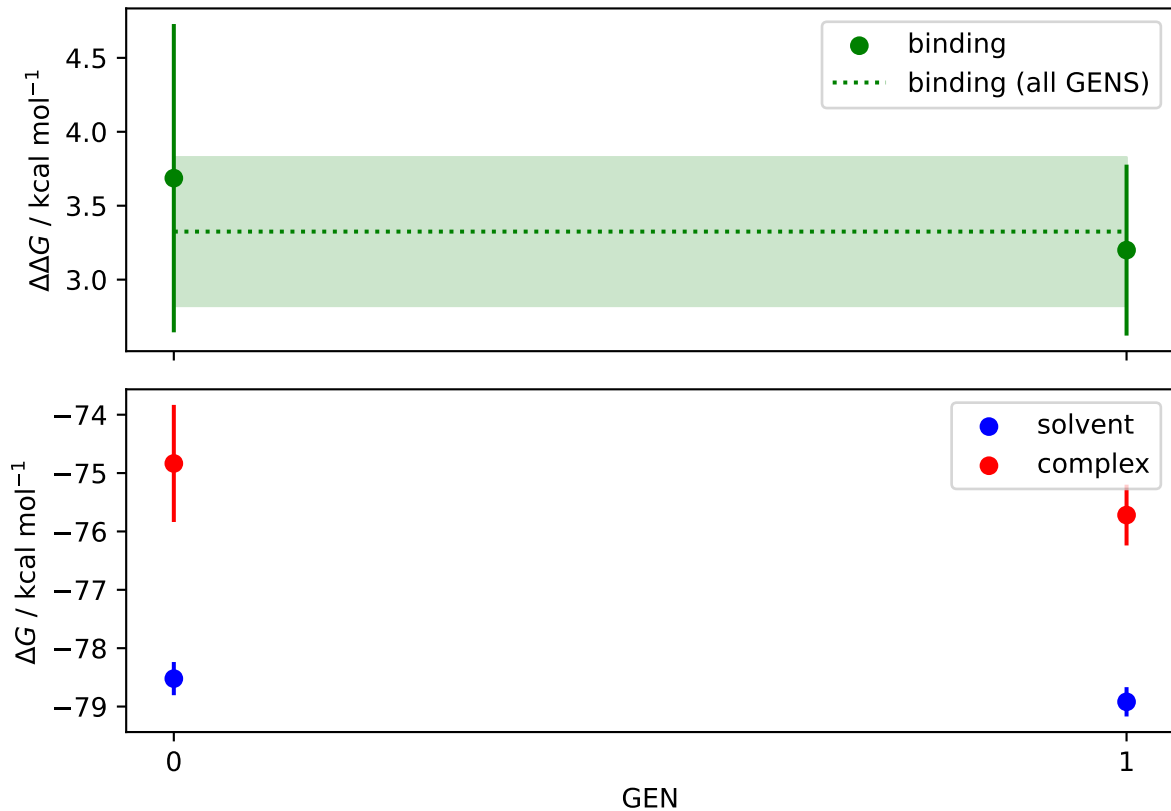 4.5
4.0
3.5
3.0
ΔΔG / kcal mol⁻¹
binding
binding (all GENS)
−74
−75
−76
−77
−78
−79
ΔG / kcal mol⁻¹
solvent
complex
0
1
GEN